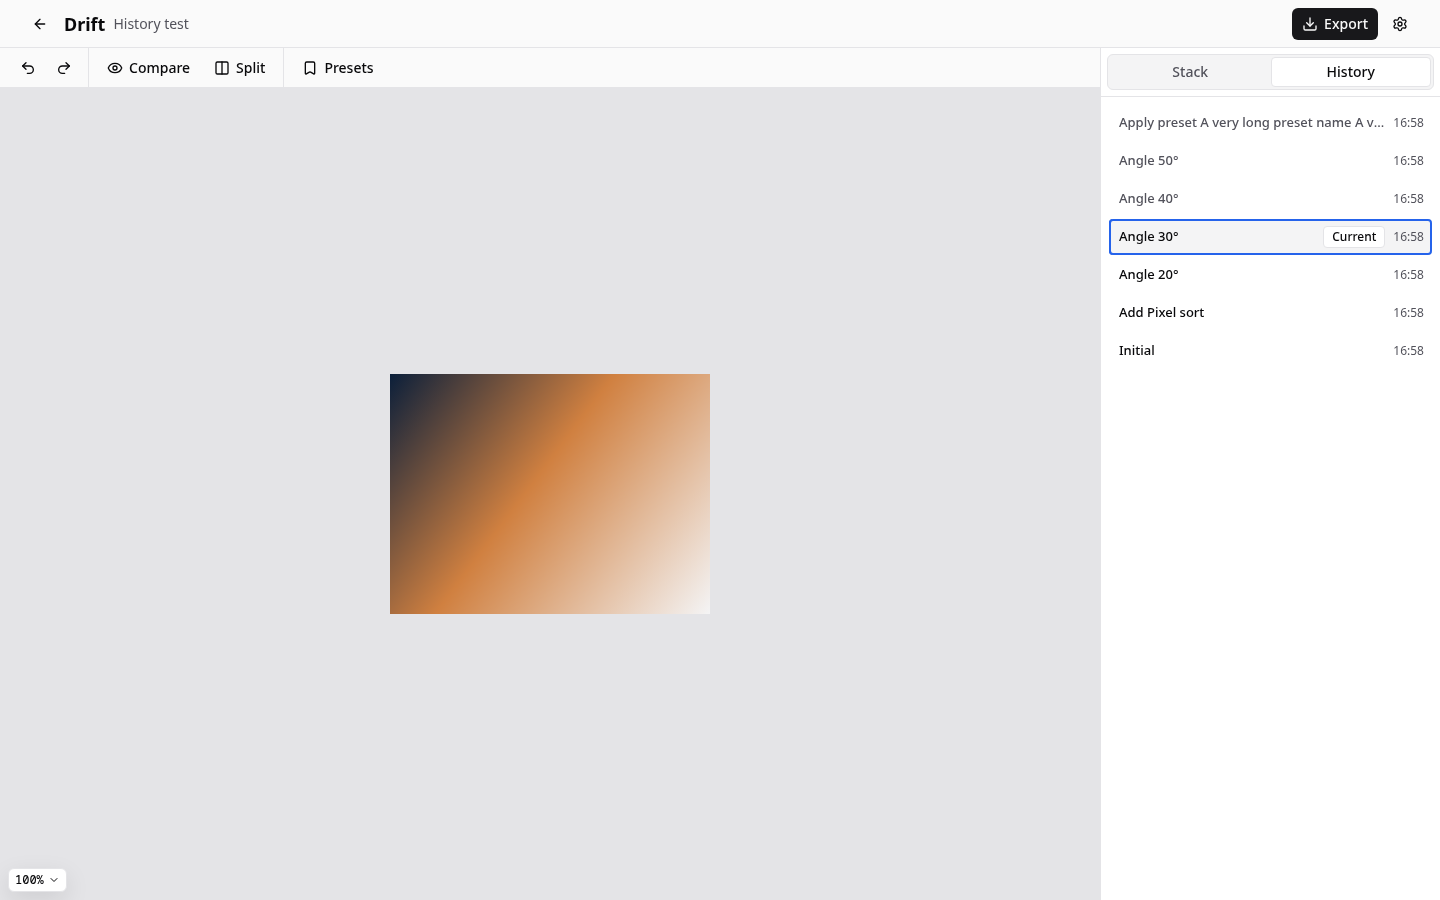 Drift History test
Export
Compare Split Presets
Stack History
Apply preset A very long preset name A v... 16:58
Angle 50° 16:58
Angle 40° 16:58
Angle 30° Current 16:58
Angle 20° 16:58
Add Pixel sort 16:58
Initial 16:58
100%